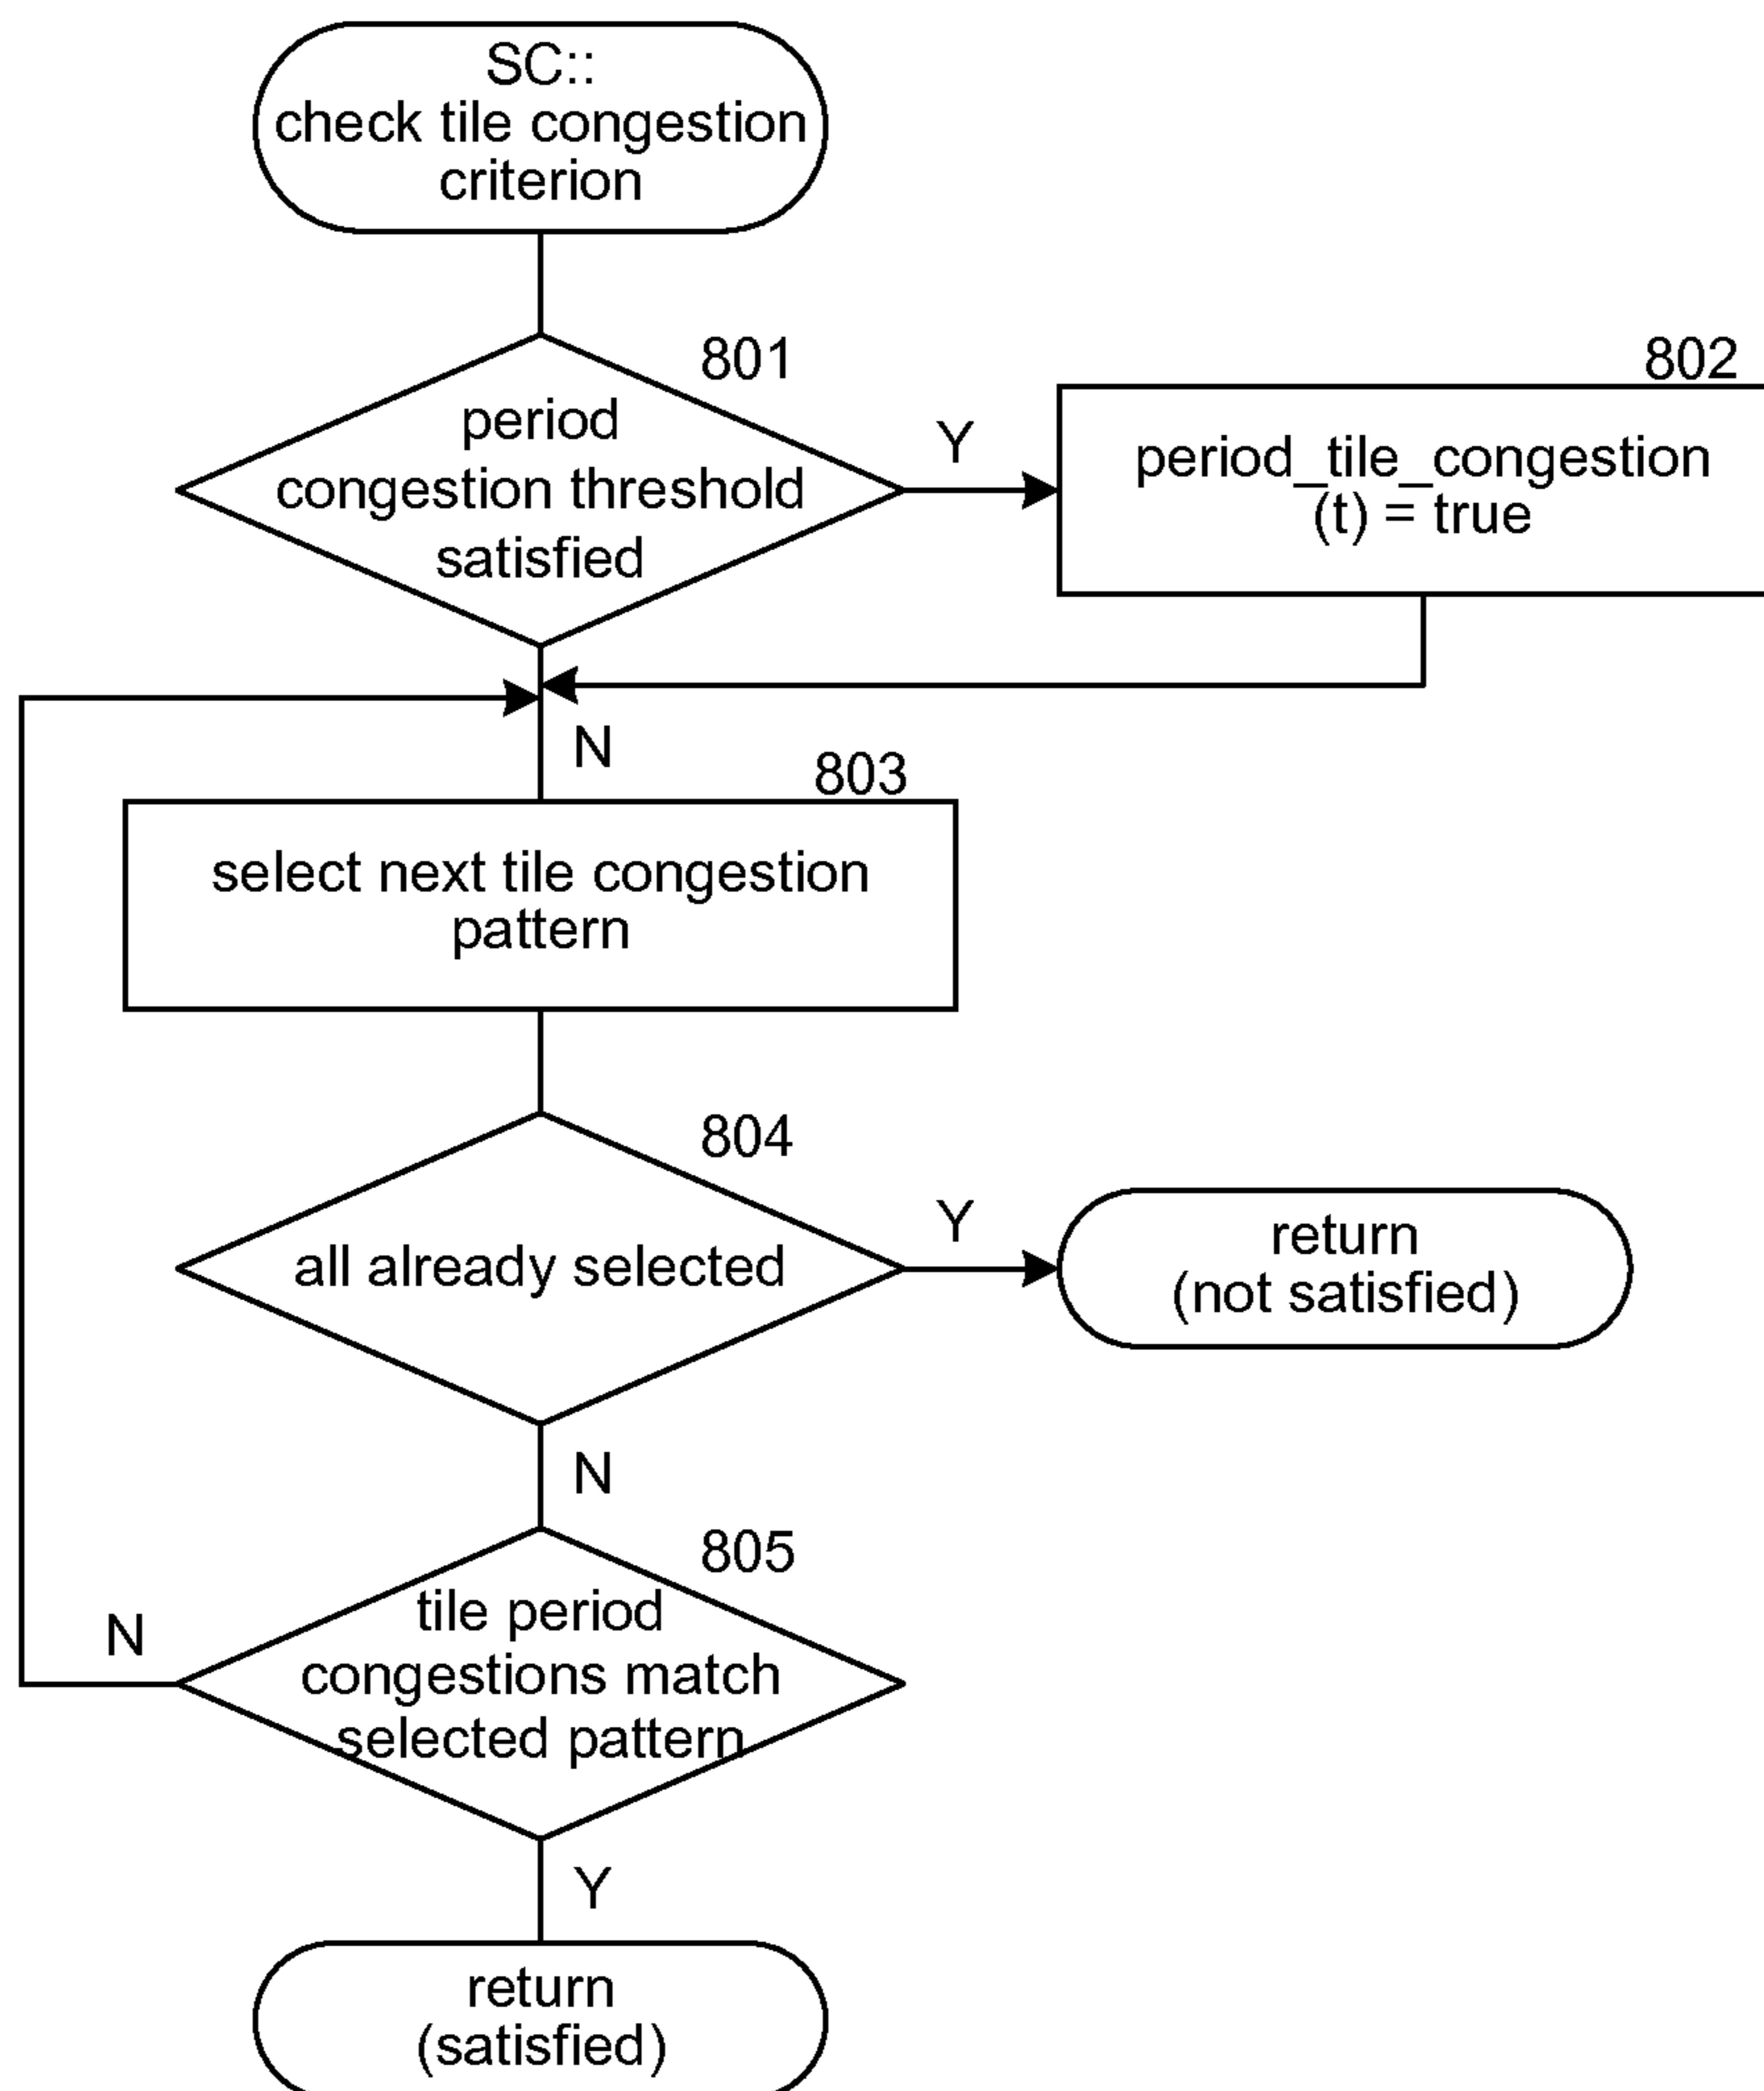 SC::
check tile congestion
criterion
801
period
congestion threshold
satisfied
Y
802
period_tile_congestion
(t) = true
N
803
select next tile congestion
pattern
804
all already selected
Y
return
(not satisfied)
N
805
tile period
congestions match
selected pattern
N
Y
return
(satisfied)